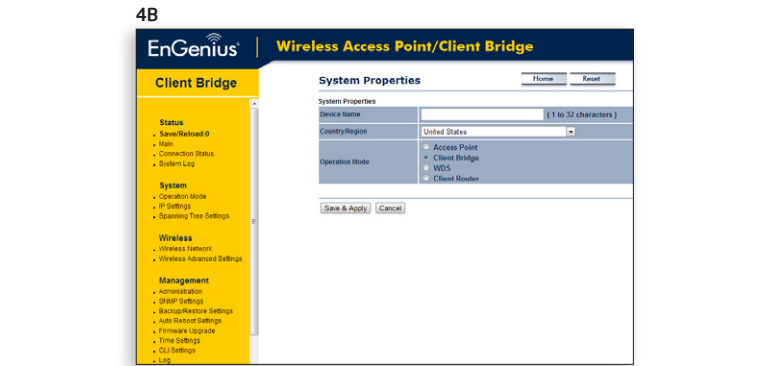 4B
EnGenius
Wireless Access Point/Client Bridge
Client Bridge
System Properties
Home
Reset
Status
Save/Reload:0
Main
Connection Status
System Log
System
Operation Mode
IP Settings
Spanning Tree Settings
Wireless
Wireless Network
Wireless Advanced Settings
Management
Administration
SNMP Settings
Backup/Restore Settings
Auto Reboot Settings
Firmware Upgrade
Time Settings
CLI Settings
Log
System Properties
Device Name ( 1 to 32 characters )
Country/Region United States
Operation Mode
Access Point
Client Bridge
WDS
Client Router
Save & Apply Cancel